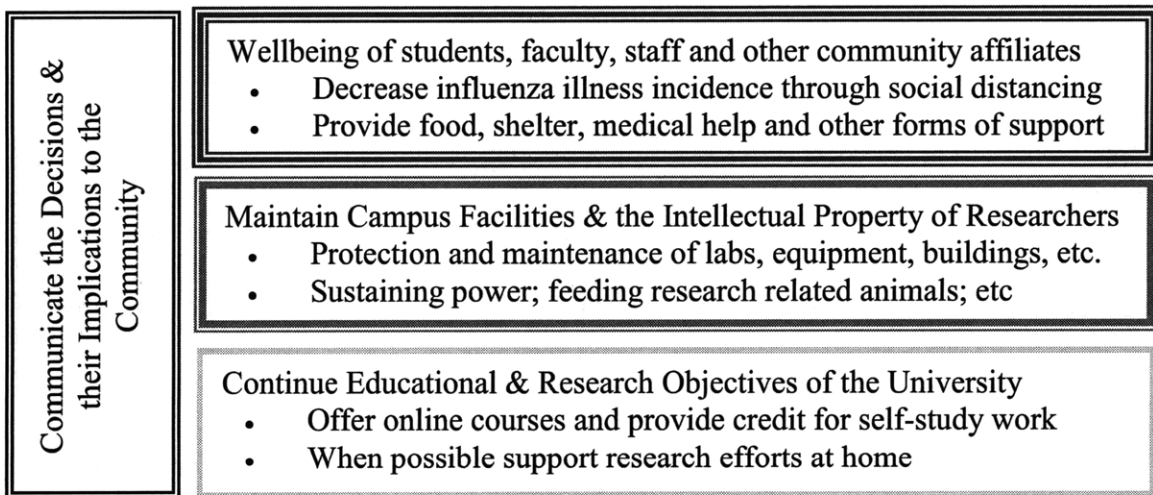 Communicate the Decisions &
their Implications to the
Community
Wellbeing of students, faculty, staff and other community affiliates
• Decrease influenza illness incidence through social distancing
• Provide food, shelter, medical help and other forms of support
Maintain Campus Facilities & the Intellectual Property of Researchers
• Protection and maintenance of labs, equipment, buildings, etc.
• Sustaining power; feeding research related animals; etc
Continue Educational & Research Objectives of the University
• Offer online courses and provide credit for self-study work
• When possible support research efforts at home